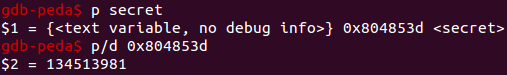 gdb-peda$ p secret
$1 = {<text variable, no debug info>} 0x804853d <secret>
gdb-peda$ p/d 0x804853d
$2 = 134513981